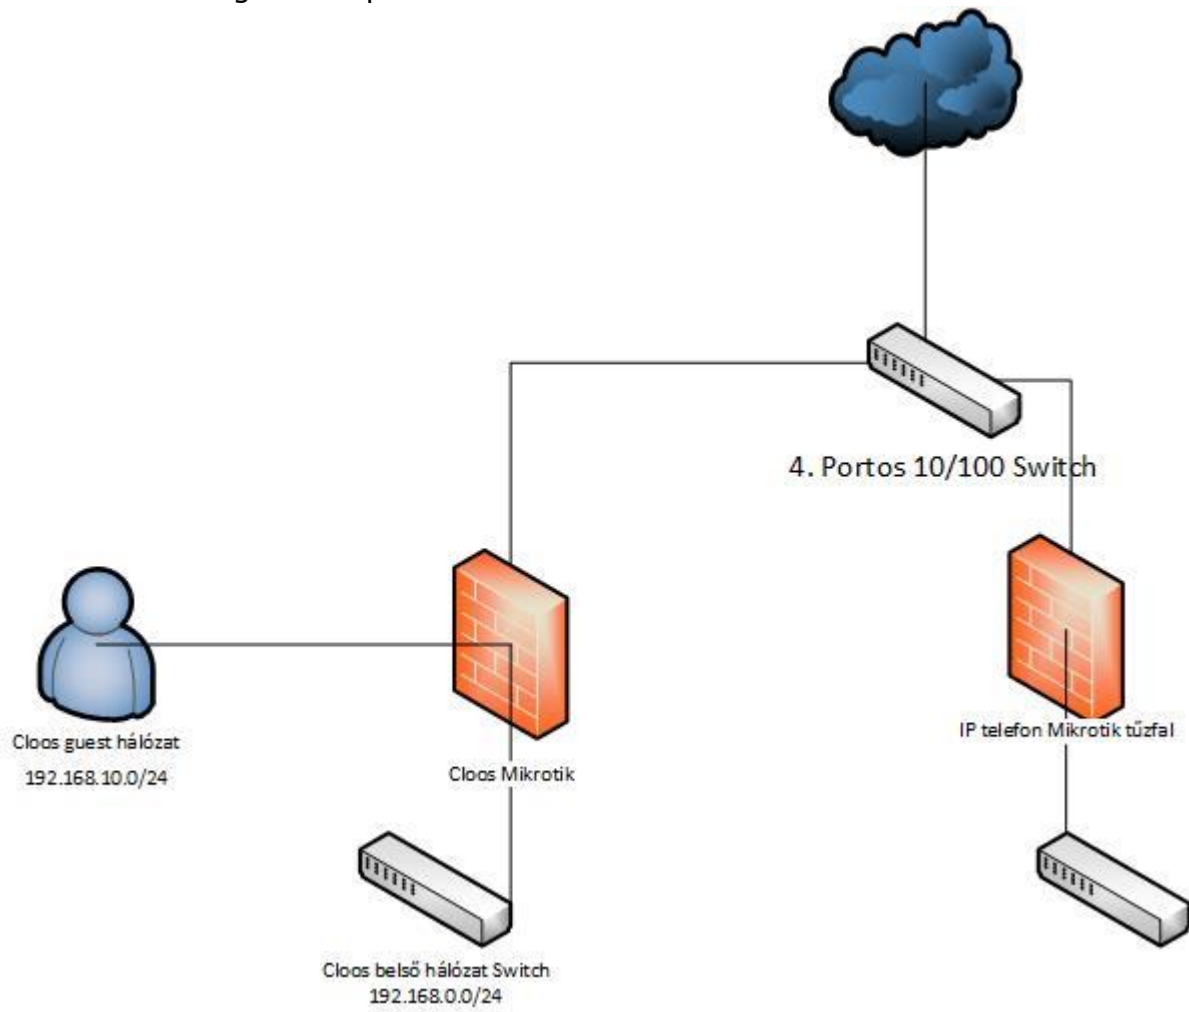 4. Portos 10/100 Switch
IP telefon Mikrotik tűzfal
Cloos guest hálózat
192.168.10.0/24
Cloos Mikrotik
Cloos belső hálózat Switch
192.168.0.0/24